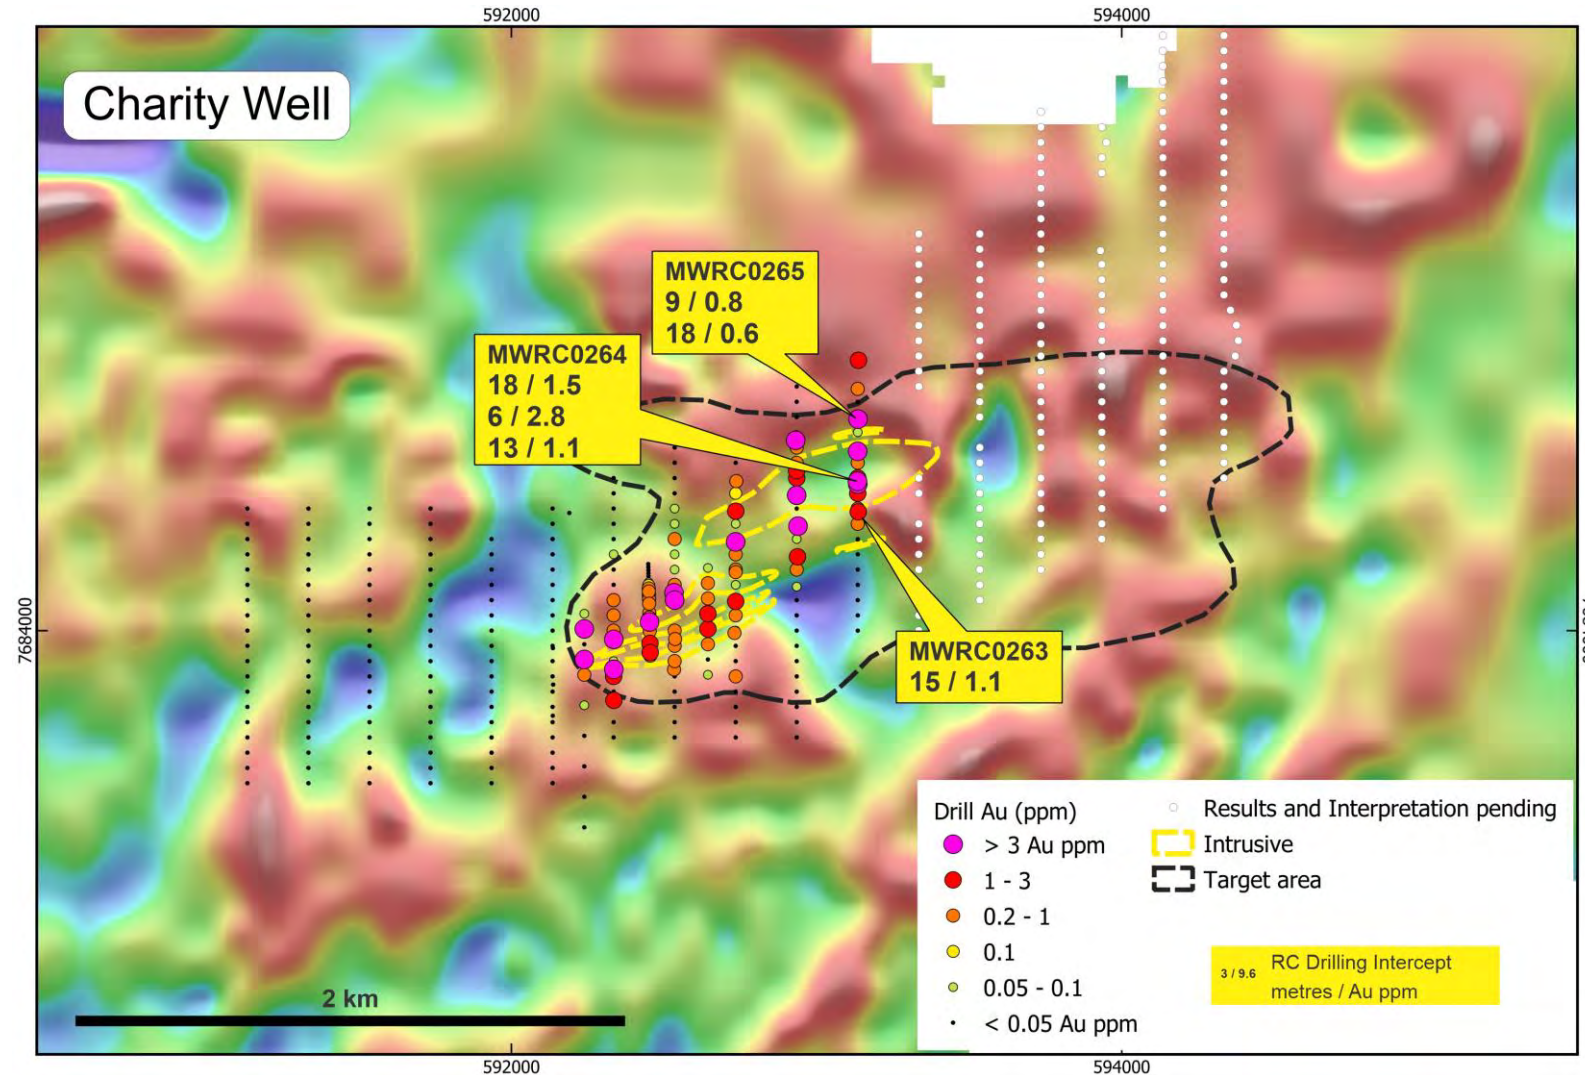 592000
594000
Charity Well
MWRC0265
9 / 0.8
18 / 0.6
MWRC0264
18 / 1.5
6 / 2.8
13 / 1.1
7684000
MWRC0263
15 / 1.1
Drill Au (ppm)
> 3 Au ppm
1 - 3
0.2 - 1
0.1
0.05 - 0.1
< 0.05 Au ppm
Results and Interpretation pending
Intrusive
Target area
3 / 9.6
RC Drilling Intercept
metres / Au ppm
2 km
592000
594000